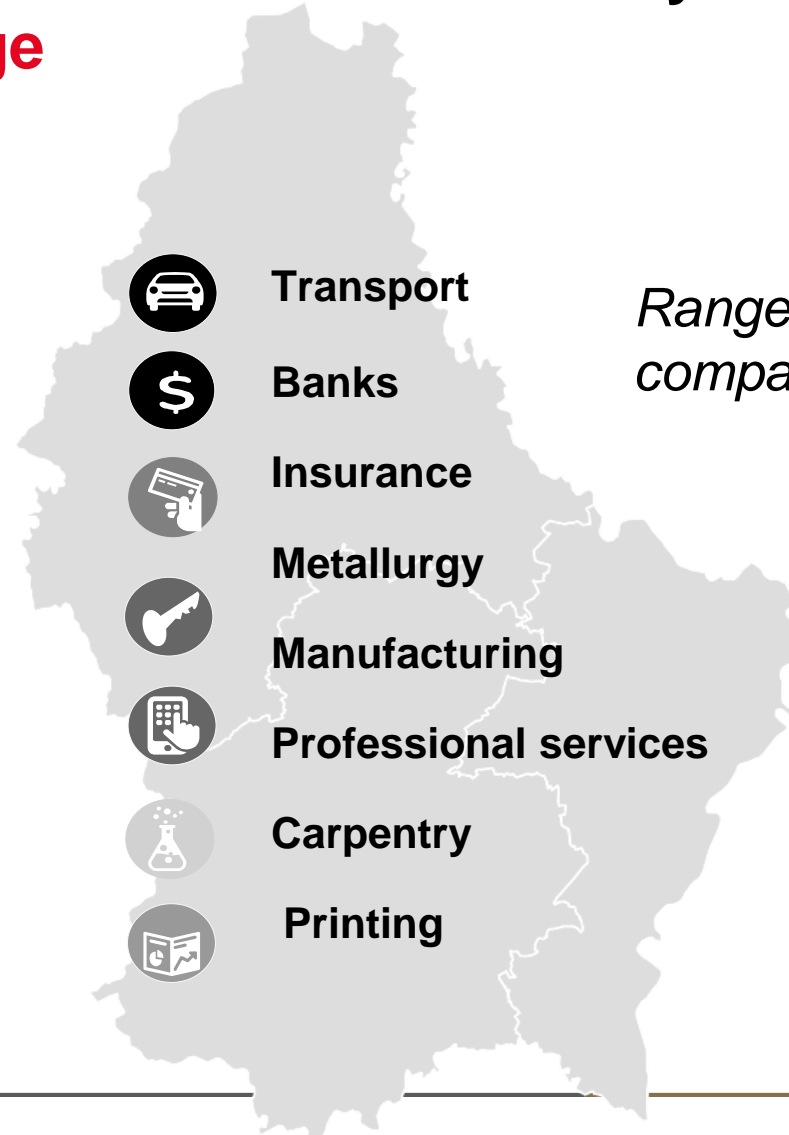 ge
y
Transport
Range
compa
Banks
Insurance
Metallurgy
Manufacturing
Professional services
Carpentry
Printing
$